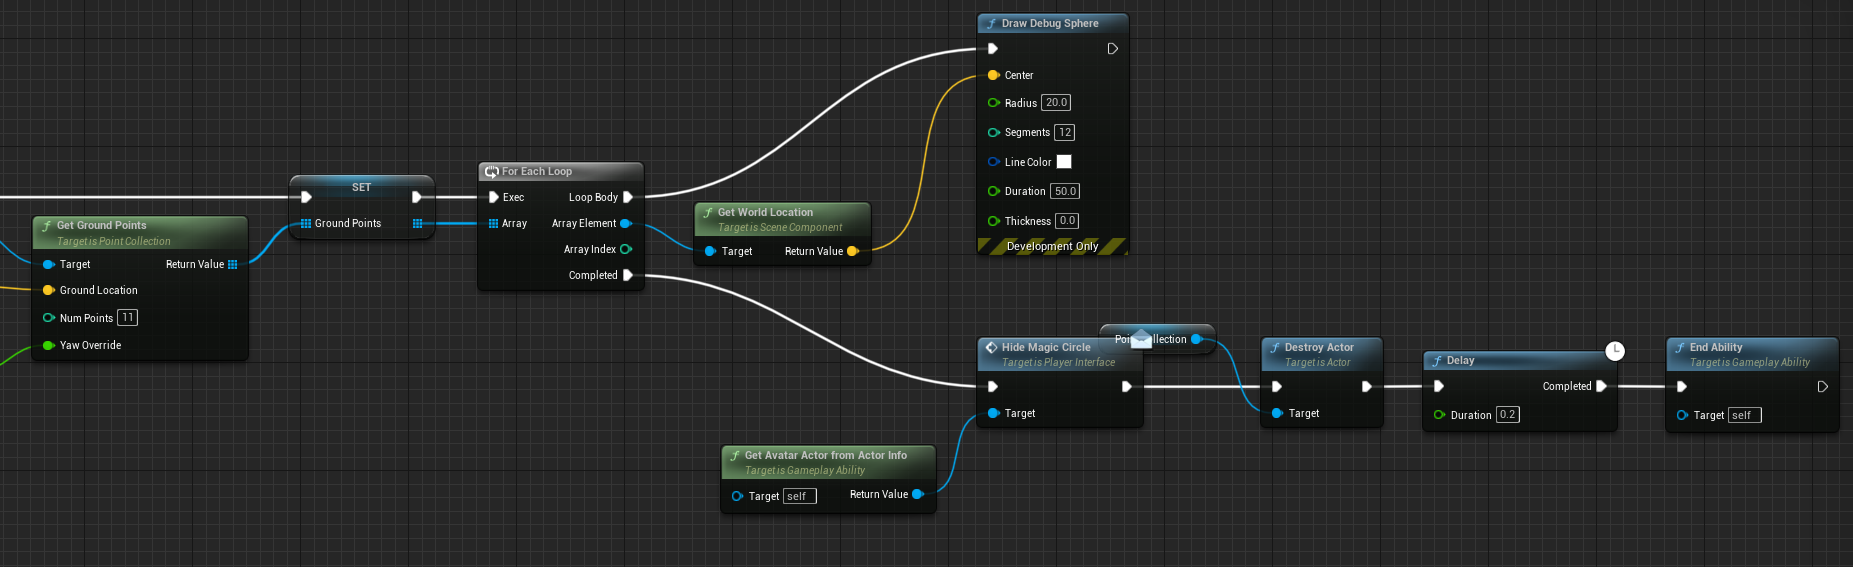 Draw Debug Sphere
Center
Radius 20.0
Segments 12
Line Color
Duration 50.0
Thickness 0.0
Development Only
SET
Ground Points
For Each Loop
Exec Loop Body
Array Array Element
Array Index
Completed
Get World Location
Target is Scene Component
Target Return Value
Get Ground Points
Target is Point Collection
Target Return Value
Ground Location
Num Points 11
Yaw Override
Hide Magic Circle
Target is Player Interface
Target
Destroy Actor
Target is Actor
Target
Delay
Completed
Duration 0.2
End Ability
Target is Gameplay Ability
Target self
Get Avatar Actor from Actor Info
Target is Gameplay Ability
Target self Return Value